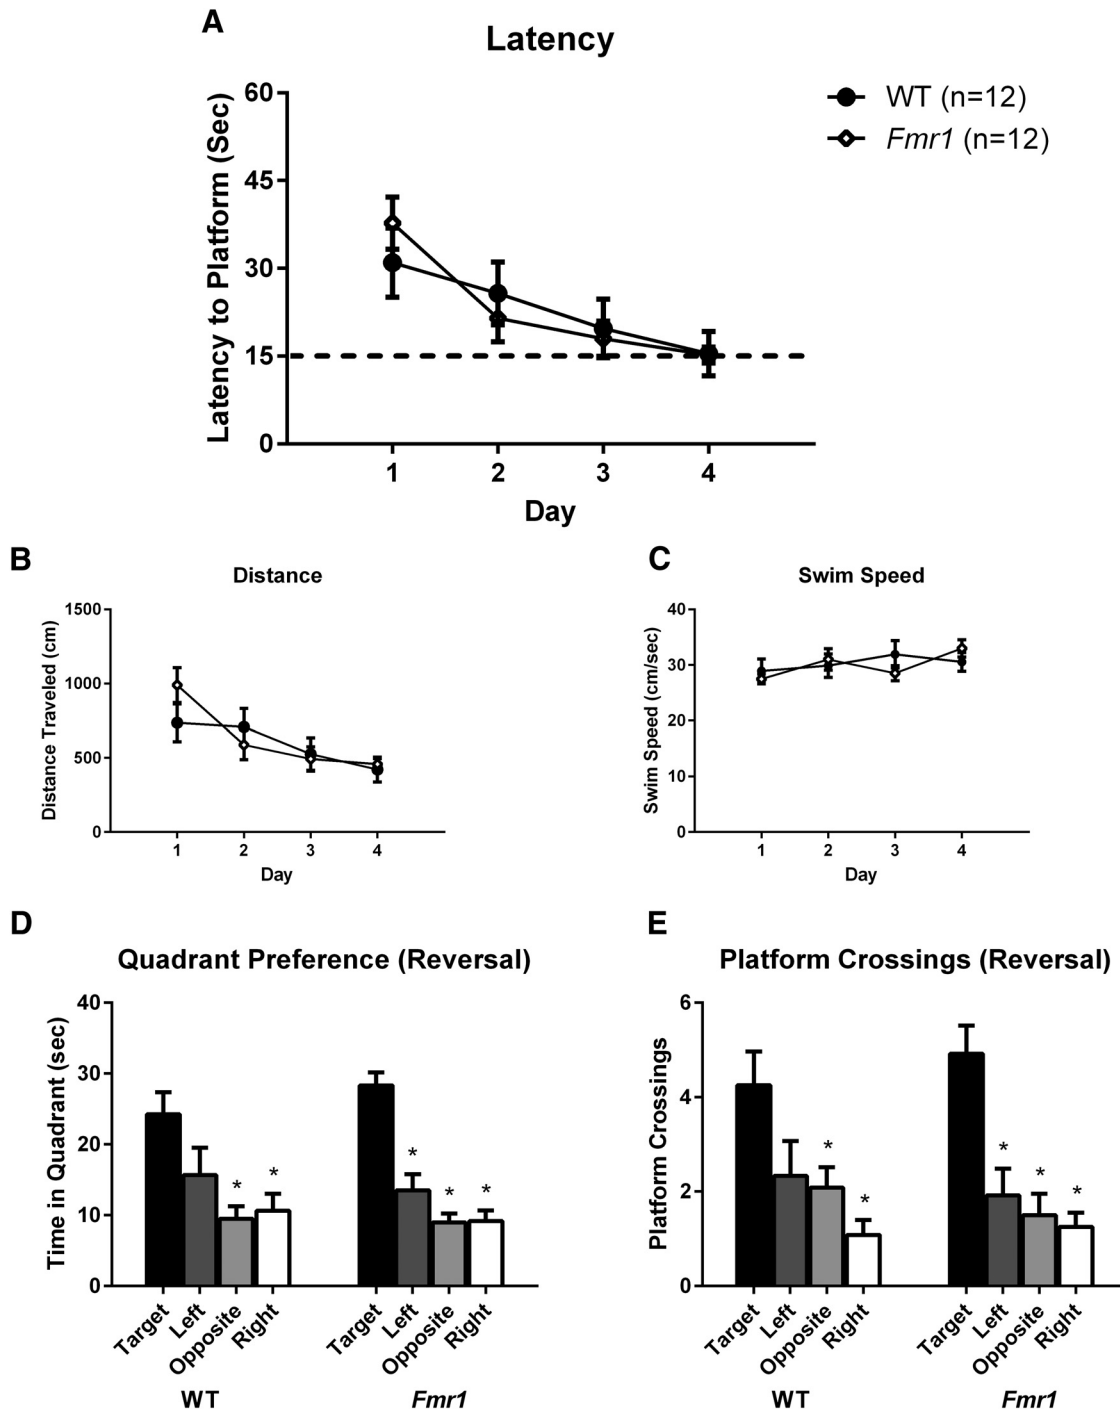 A
Latency
Latency to Platform (Sec)
60
45
30
15
0
1 2 3 4
Day
WT (n=12)
Fmr1 (n=12)
B
Distance
Distance Traveled (cm)
1500
1000
500
0
1 2 3 4
Day
C
Swim Speed
Swim Speed (cm/sec)
40
30
20
10
0
1 2 3 4
Day
D
Quadrant Preference (Reversal)
Time in Quadrant (sec)
40
30
20
10
0
* *
* * *
Target Left Opposite Right
Target Left Opposite Right
WT Fmr1
E
Platform Crossings (Reversal)
Platform Crossings
6
4
2
0
* *
* * *
Target Left Opposite Right
Target Left Opposite Right
WT Fmr1